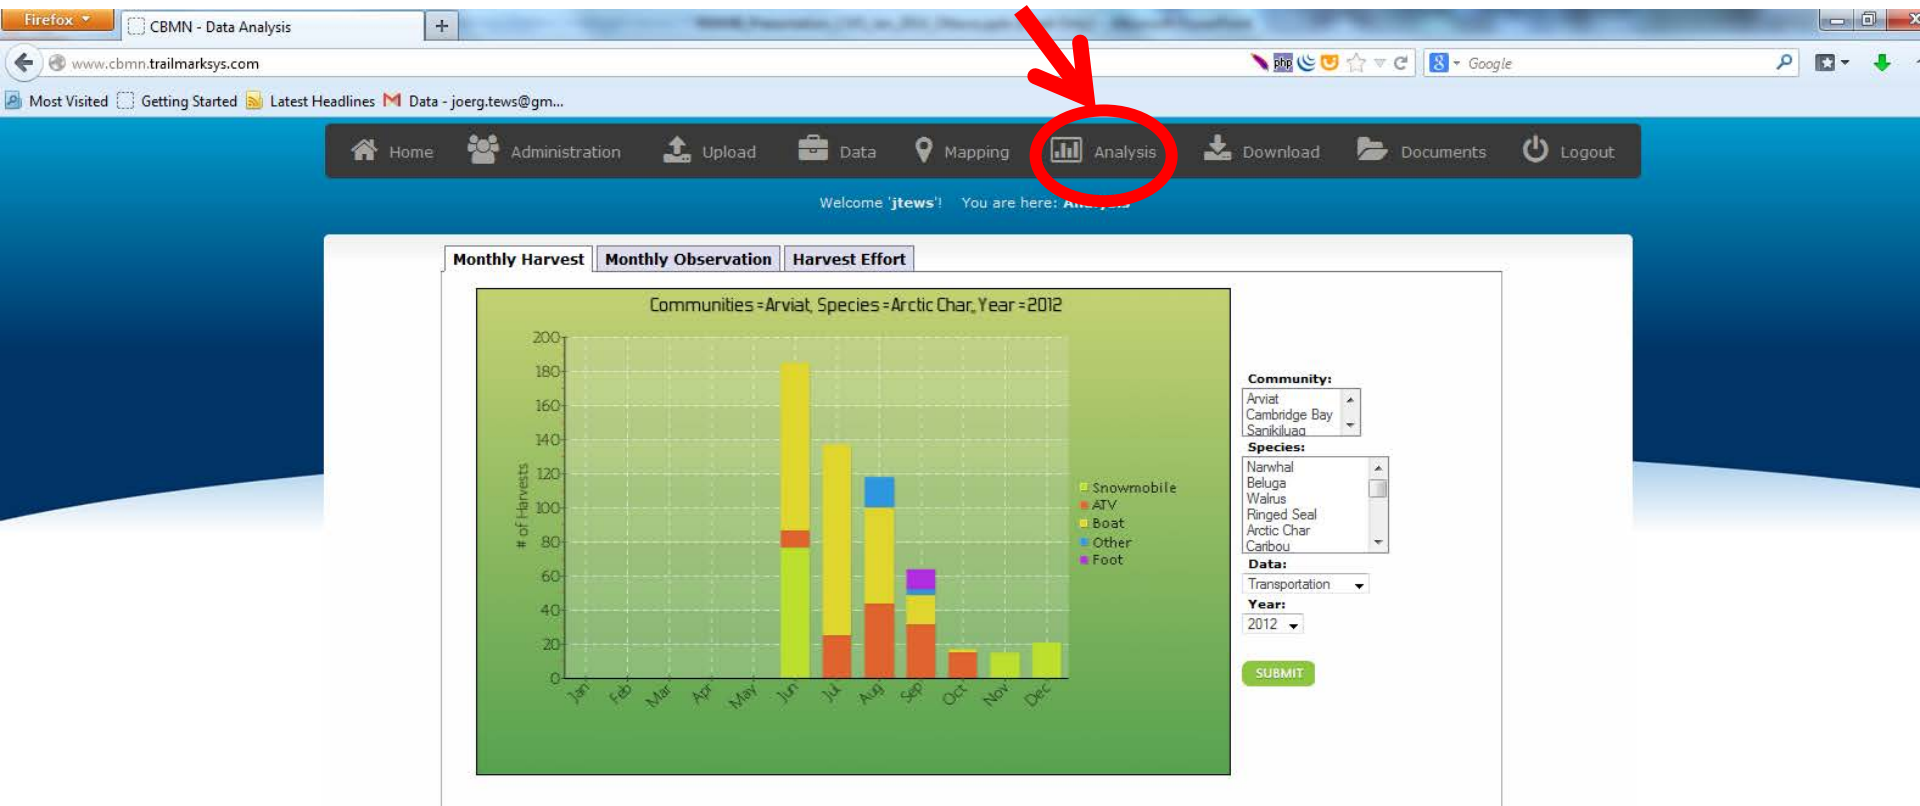 Firefox
CBMN - Data Analysis
+
www.cbmn.trailmarksys.com
php
8 Google
Most Visited Getting Started Latest Headlines Data - joerg.tews@gm...
Home Administration Upload Data Mapping Analysis Download Documents Logout
Welcome 'jtews'! You are here: Analysis
Monthly Harvest Monthly Observation Harvest Effort
Communities =Arviat, Species =Arctic Char,,Year =2012
200
180
160
140
120
100
80
60
40
20
0
# of Harvests
Jan Feb Mar Apr May Jun Jul Aug Sep Oct Nov Dec
Snowmobile
ATV
Boat
Other
Foot
Community:
Arviat
Cambridge Bay
Sanikiluaq
Species:
Narwhal
Beluga
Walrus
Ringed Seal
Arctic Char
Caribou
Data:
Transportation
Year:
2012
SUBMIT